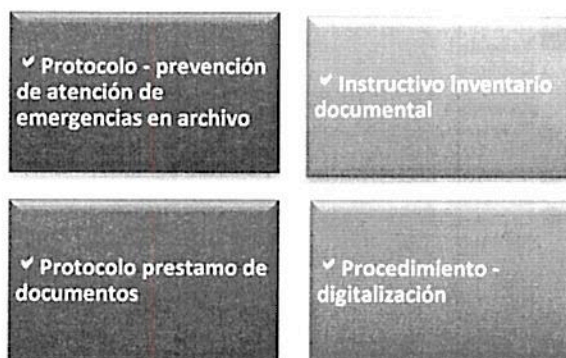 ✓ Protocolo - prevención
de atención de
emergencias en archivo
✓ Instructivo inventario
documental
✓ Protocolo prestamo de
documentos
✓ Procedimiento -
digitalización